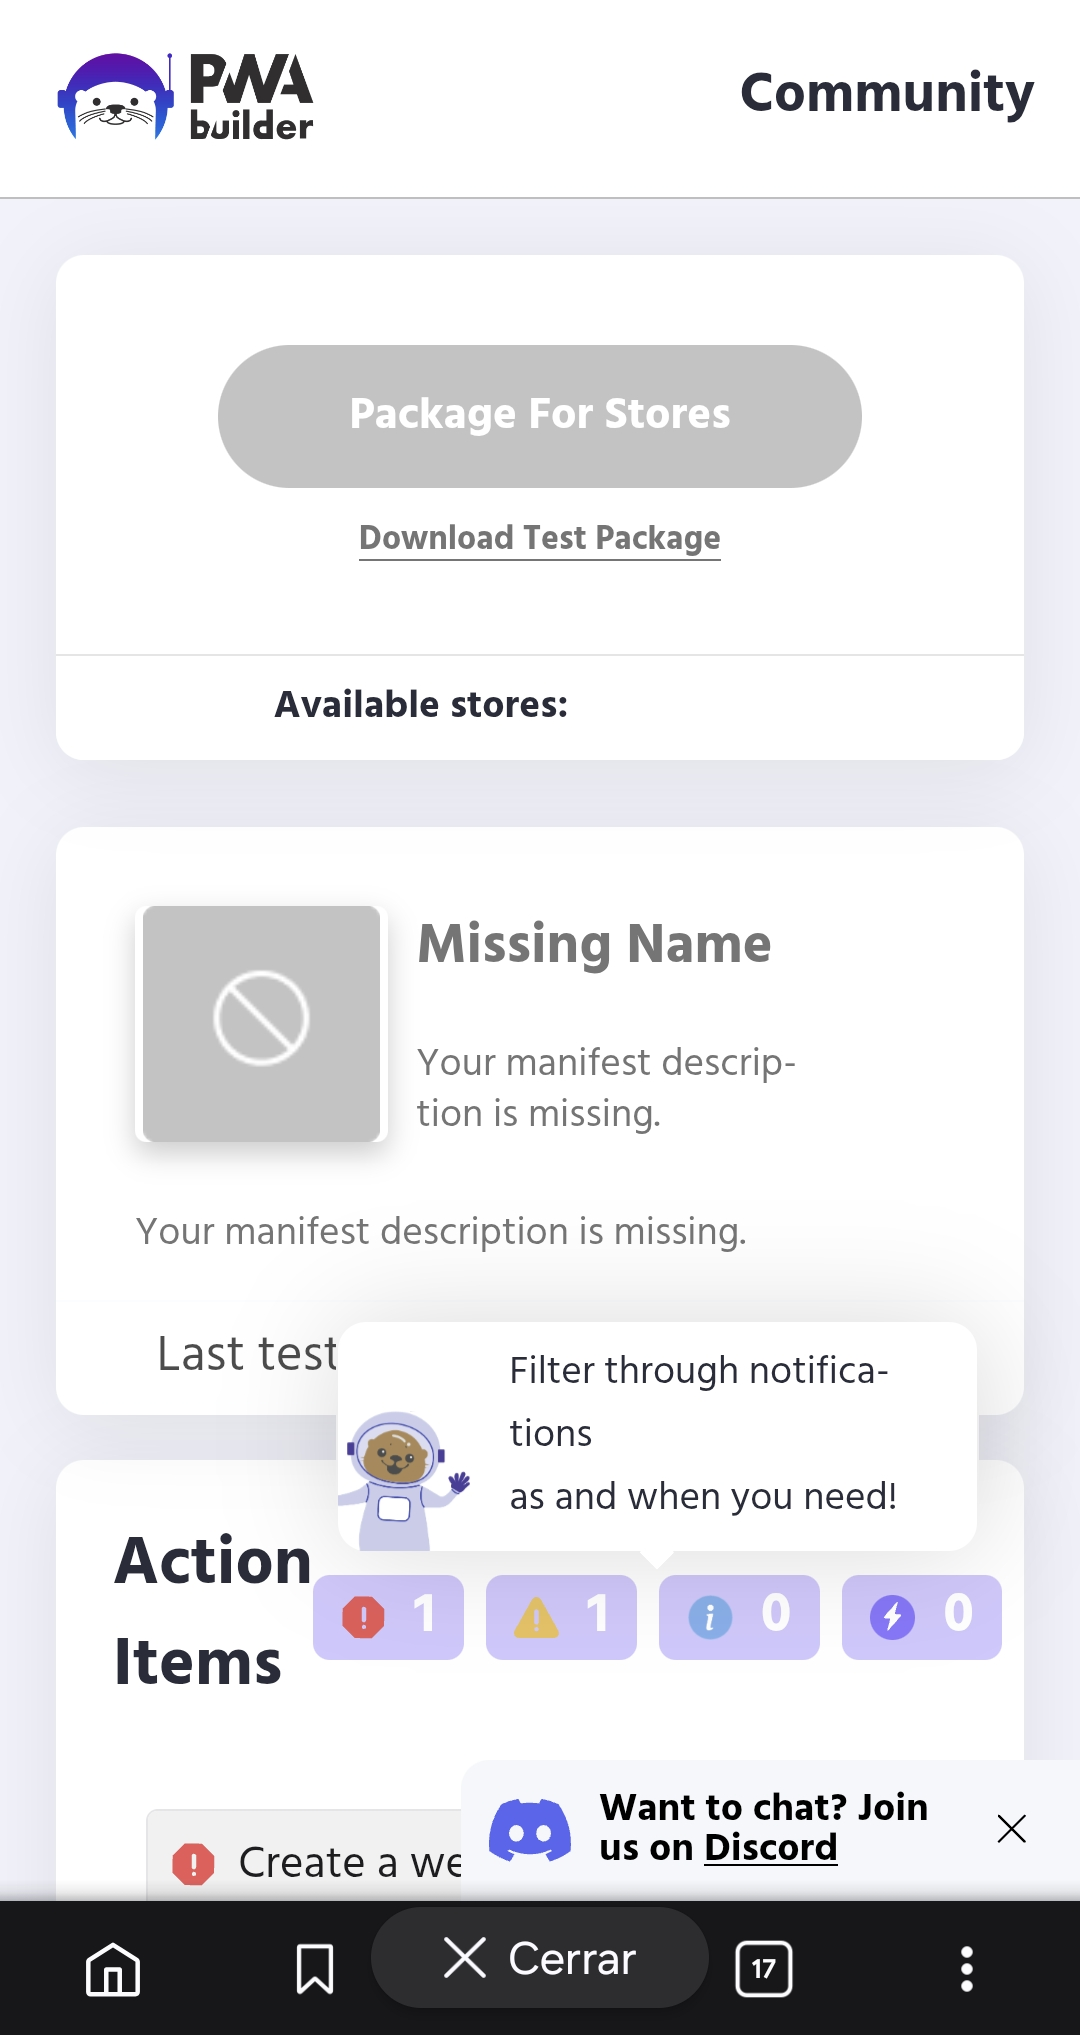 PWA
builder
Community
Package For Stores
Download Test Package
Available stores:
Missing Name
Your manifest descrip-
tion is missing.
Your manifest description is missing.
Last test
Filter through notifica-
tions
as and when you need!
Action
Items
1
1
0
0
Create a we
Want to chat? Join
us on Discord
Cerrar
17